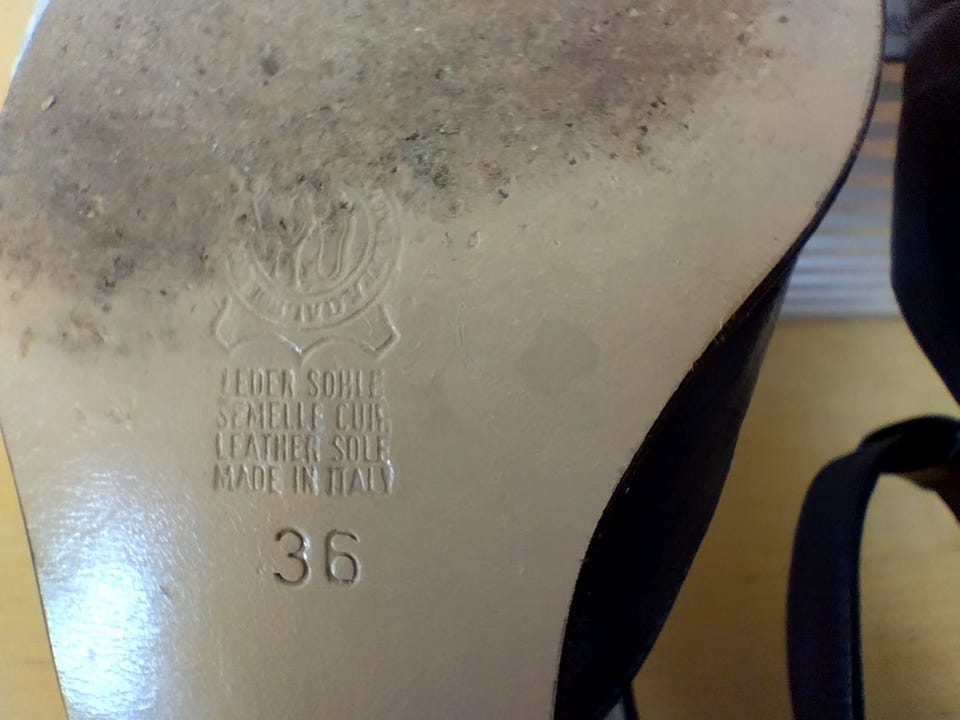 LEDER SOHLE
SEMELLE CUIR
LEATHER SOLE
MADE IN ITALY
36